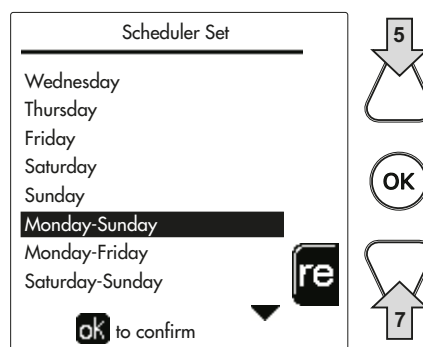 Scheduler Set
Wednesday
Thursday
Friday
Saturday
Sunday
Monday-Sunday
Monday-Friday
Saturday-Sunday
re
ok to confirm
5
OK
7